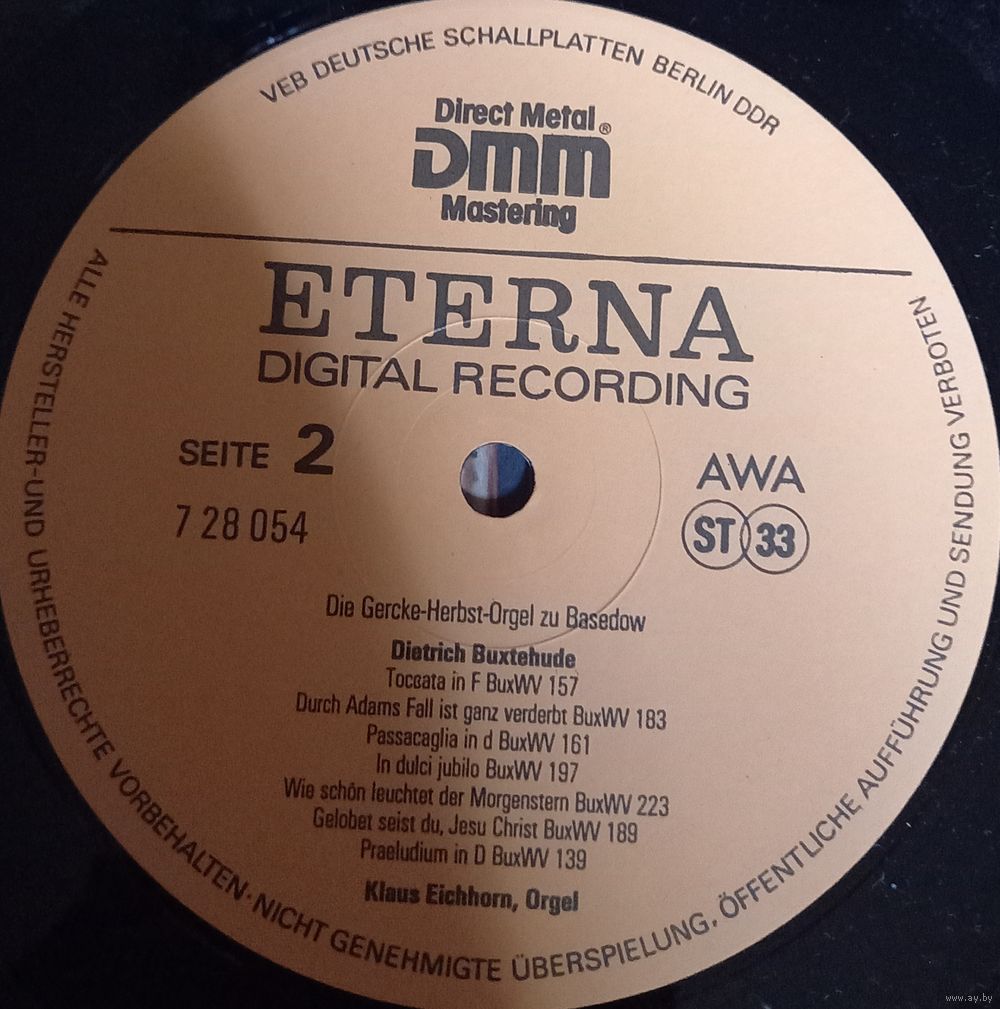 VEB DEUTSCHE SCHALLPLATTEN BERLIN DDR
Direct Metal
DMM®
Mastering
ETERNA
DIGITAL RECORDING
SEITE 2
7 28 054
AWA
ST 33
Die Gercke-Herbst-Orgel zu Basedow
Dietrich Buxtehude
Toccata in F BuxWV 157
Durch Adams Fall ist ganz verderbt BuxWV 183
Passacaglia in d BuxWV 161
In dulci jubilo BuxWV 197
Wie schön leuchtet der Morgenstern BuxWV 223
Gelobet seist du, Jesu Christ BuxWV 189
Praeludium in D BuxWV 139
Klaus Eichhorn, Orgel
ALLE HERSTELLER-UND URHEBERRECHTE VORBEHALTEN · NICHT GENEHMIGTE ÜBERSPIELUNG, ÖFFENTLICHE AUFFÜHRUNG UND SENDUNG VERBOTEN
www.ay.by